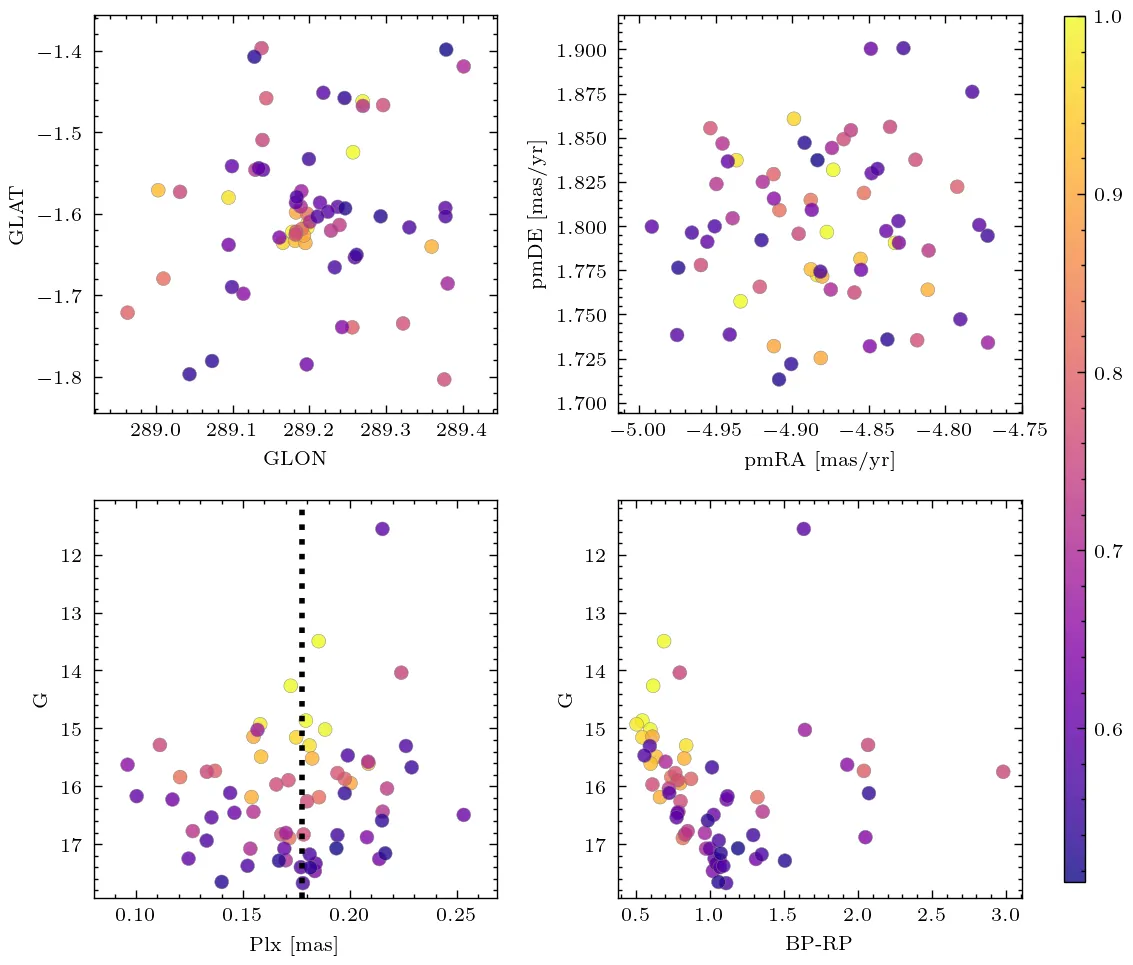 −1.4
−1.5
−1.6
−1.7
−1.8
GLAT
289.0 289.1 289.2 289.3 289.4
GLON
1.900
1.875
1.850
1.825
1.800
1.775
1.750
1.725
1.700
pmDE [mas/yr]
−5.00 −4.95 −4.90 −4.85 −4.80 −4.75
pmRA [mas/yr]
1.0
0.9
0.8
0.7
0.6
12
13
14
15
16
17
G
0.10 0.15 0.20 0.25
Plx [mas]
12
13
14
15
16
17
G
0.5 1.0 1.5 2.0 2.5 3.0
BP-RP